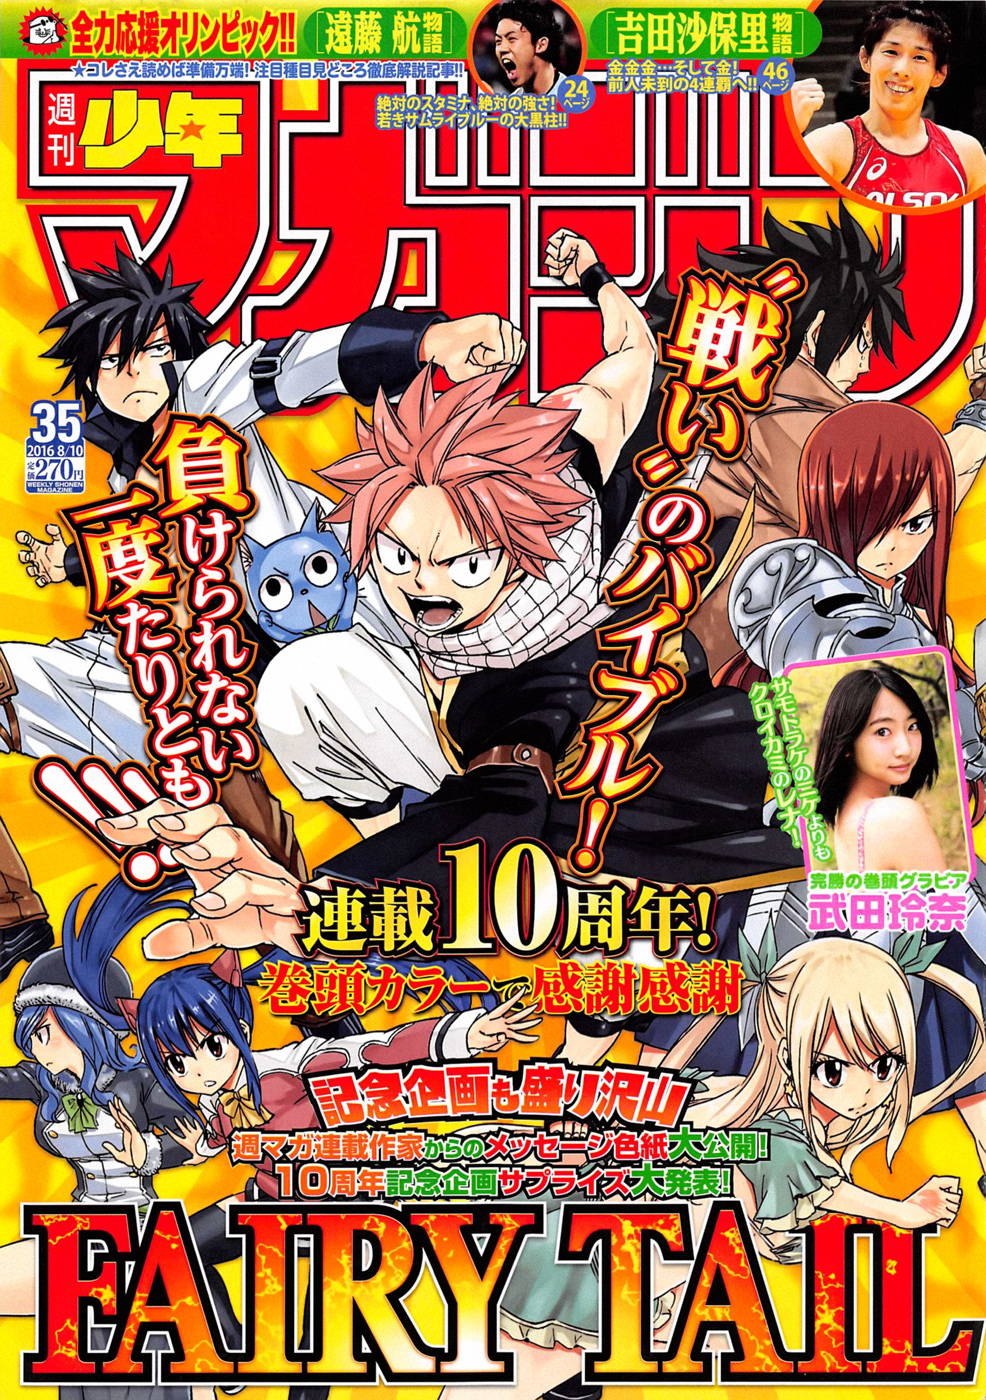 全力応援オリンピック!!
[遠藤 航物語]
[吉田沙保里物語]
★コレさえ読めば準備万端! 注目種目見どころ徹底解説記事!!
絶対のスタミナ、絶対の強さ!
若きサムライブルーの大黒柱!!
24ページ
金金金…そして金!
前人未到の4連覇へ!!
46ページ
週刊
少年
マガジン
35
2016 8/10
定価270円
WEEKLY SHONEN
MAGAZINE
“戦い”のバイブル!
一度たりとも
負けられない
!!!!
サモトラケのニケよりも
クロイカミのレナ!
完勝の巻頭グラビア
武田玲奈
連載10周年!
巻頭カラーで感謝感謝
記念企画も盛り沢山
週マガ連載作家からのメッセージ色紙大公開!
10周年記念企画サプライズ大発表!
FAIRY TAIL